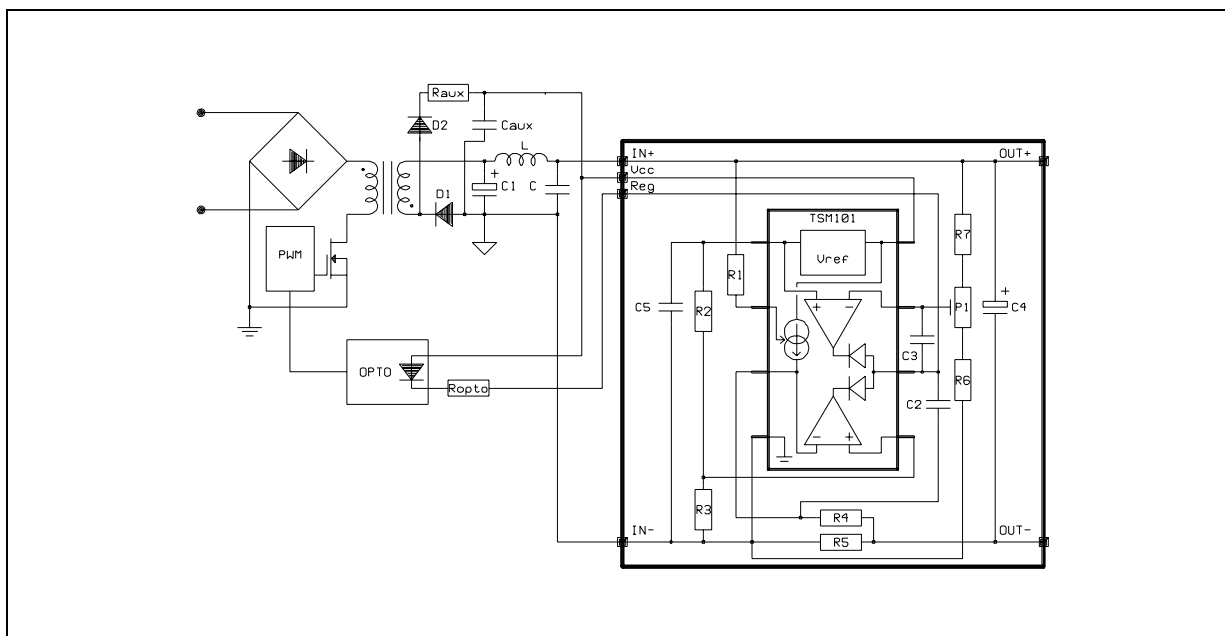 Raux
D2
Caux
L
IN+
OUT+
Vcc
+
C1
C
Reg
D1
TSM101
R7
PWM
Vref
R1
+
C5
R2
+
-
P1
C4
C3
OPTO
R6
Ropto
C2
-
+
R3
R4
IN-
OUT-
R5